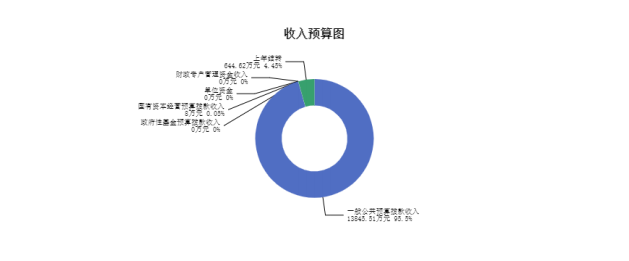 收入预算图
上年结转
644.62万元 4.45%
财政专户管理资金收入
0万元 0%
单位资金
0万元 0%
国有资本经营预算拨款收入
8万元 0.05%
政府性基金预算拨款收入
0万元 0%
一般公共预算拨款收入
13843.51万元 95.5%